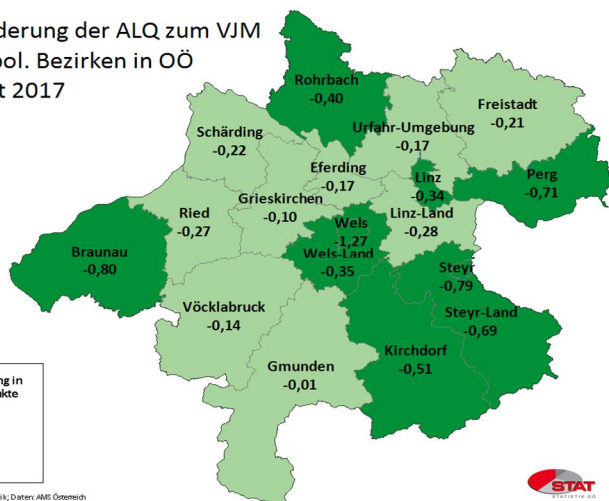 derung der ALQ zum VJM
pol. Bezirken in OÖ
t 2017
Rohrbach
-0,40
Freistadt
-0,21
Schärding
-0,22
Urfahr-Umgebung
-0,17
Eferding
-0,17
Linz
-0,34
Perg
-0,71
Grieskirchen
-0,10
Ried
-0,27
Linz-Land
-0,28
Wels
-1,27
Wels-Land
-0,35
Braunau
-0,80
Steyr
-0,79
Steyr-Land
-0,69
Vöcklabruck
-0,14
Kirchdorf
-0,51
Gmunden
-0,01
ng in
nkte
ik; Daten: AMS Österreich
STAT
STATISTIK OÖ